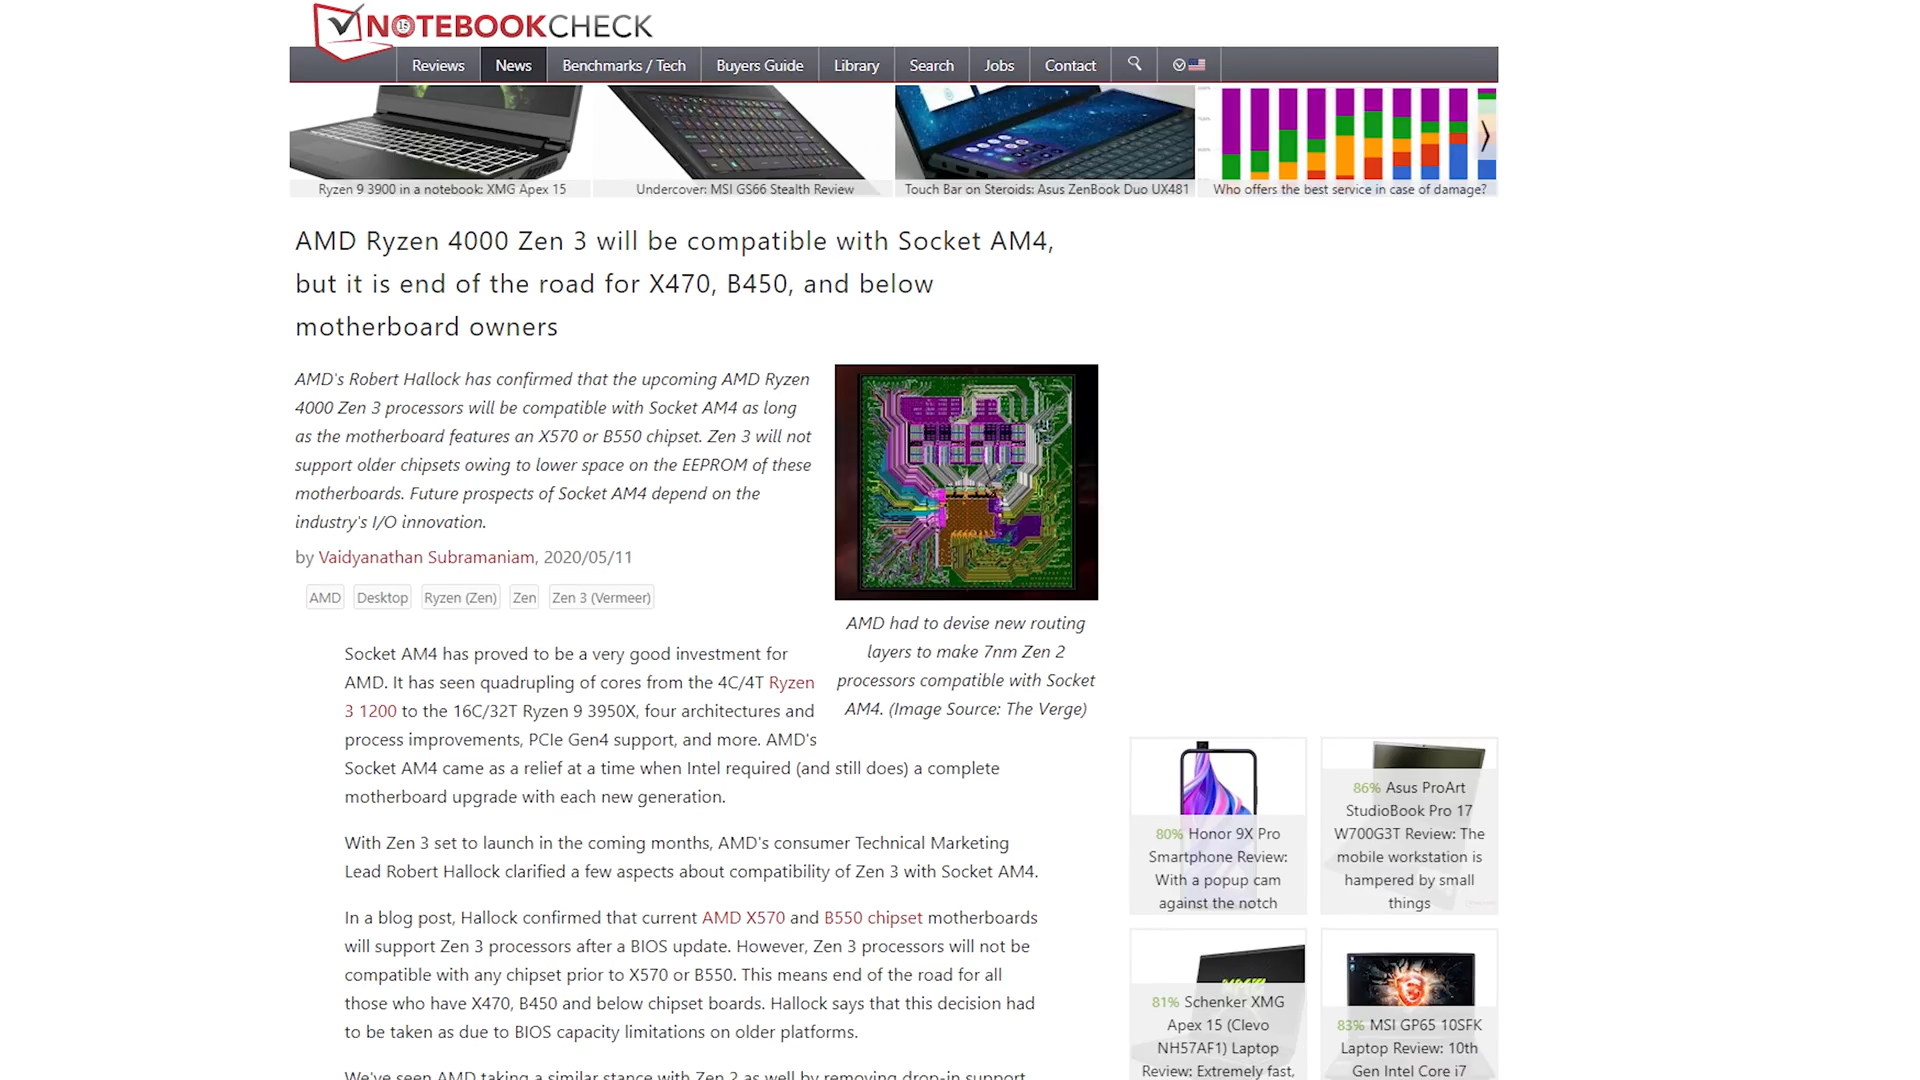 NOTEBOOKCHECK
15
Reviews
News
Benchmarks / Tech
Buyers Guide
Library
Search
Jobs
Contact
Ryzen 9 3900 in a notebook: XMG Apex 15
Undercover: MSI GS66 Stealth Review
Touch Bar on Steroids: Asus ZenBook Duo UX481
Who offers the best service in case of damage?
AMD Ryzen 4000 Zen 3 will be compatible with Socket AM4,
but it is end of the road for X470, B450, and below
motherboard owners
AMD's Robert Hallock has confirmed that the upcoming AMD Ryzen
4000 Zen 3 processors will be compatible with Socket AM4 as long
as the motherboard features an X570 or B550 chipset. Zen 3 will not
support older chipsets owing to lower space on the EEPROM of these
motherboards. Future prospects of Socket AM4 depend on the
industry's I/O innovation.
by Vaidyanathan Subramaniam, 2020/05/11
AMD
Desktop
Ryzen (Zen)
Zen
Zen 3 (Vermeer)
AMD had to devise new routing
layers to make 7nm Zen 2
processors compatible with Socket
AM4. (Image Source: The Verge)
Socket AM4 has proved to be a very good investment for
AMD. It has seen quadrupling of cores from the 4C/4T Ryzen
3 1200 to the 16C/32T Ryzen 9 3950X, four architectures and
process improvements, PCIe Gen4 support, and more. AMD's
Socket AM4 came as a relief at a time when Intel required (and still does) a complete
motherboard upgrade with each new generation.
With Zen 3 set to launch in the coming months, AMD's consumer Technical Marketing
Lead Robert Hallock clarified a few aspects about compatibility of Zen 3 with Socket AM4.
In a blog post, Hallock confirmed that current AMD X570 and B550 chipset motherboards
will support Zen 3 processors after a BIOS update. However, Zen 3 processors will not be
compatible with any chipset prior to X570 or B550. This means end of the road for all
those who have X470, B450 and below chipset boards. Hallock says that this decision had
to be taken as due to BIOS capacity limitations on older platforms.
We've seen AMD taking a similar stance with Zen 2 as well by removing drop-in support
80% Honor 9X Pro
Smartphone Review:
With a popup cam
against the notch
86% Asus ProArt
StudioBook Pro 17
W700G3T Review: The
mobile workstation is
hampered by small
things
81% Schenker XMG
Apex 15 (Clevo
NH57AF1) Laptop
Review: Extremely fast,
83% MSI GP65 10SFK
Laptop Review: 10th
Gen Intel Core i7